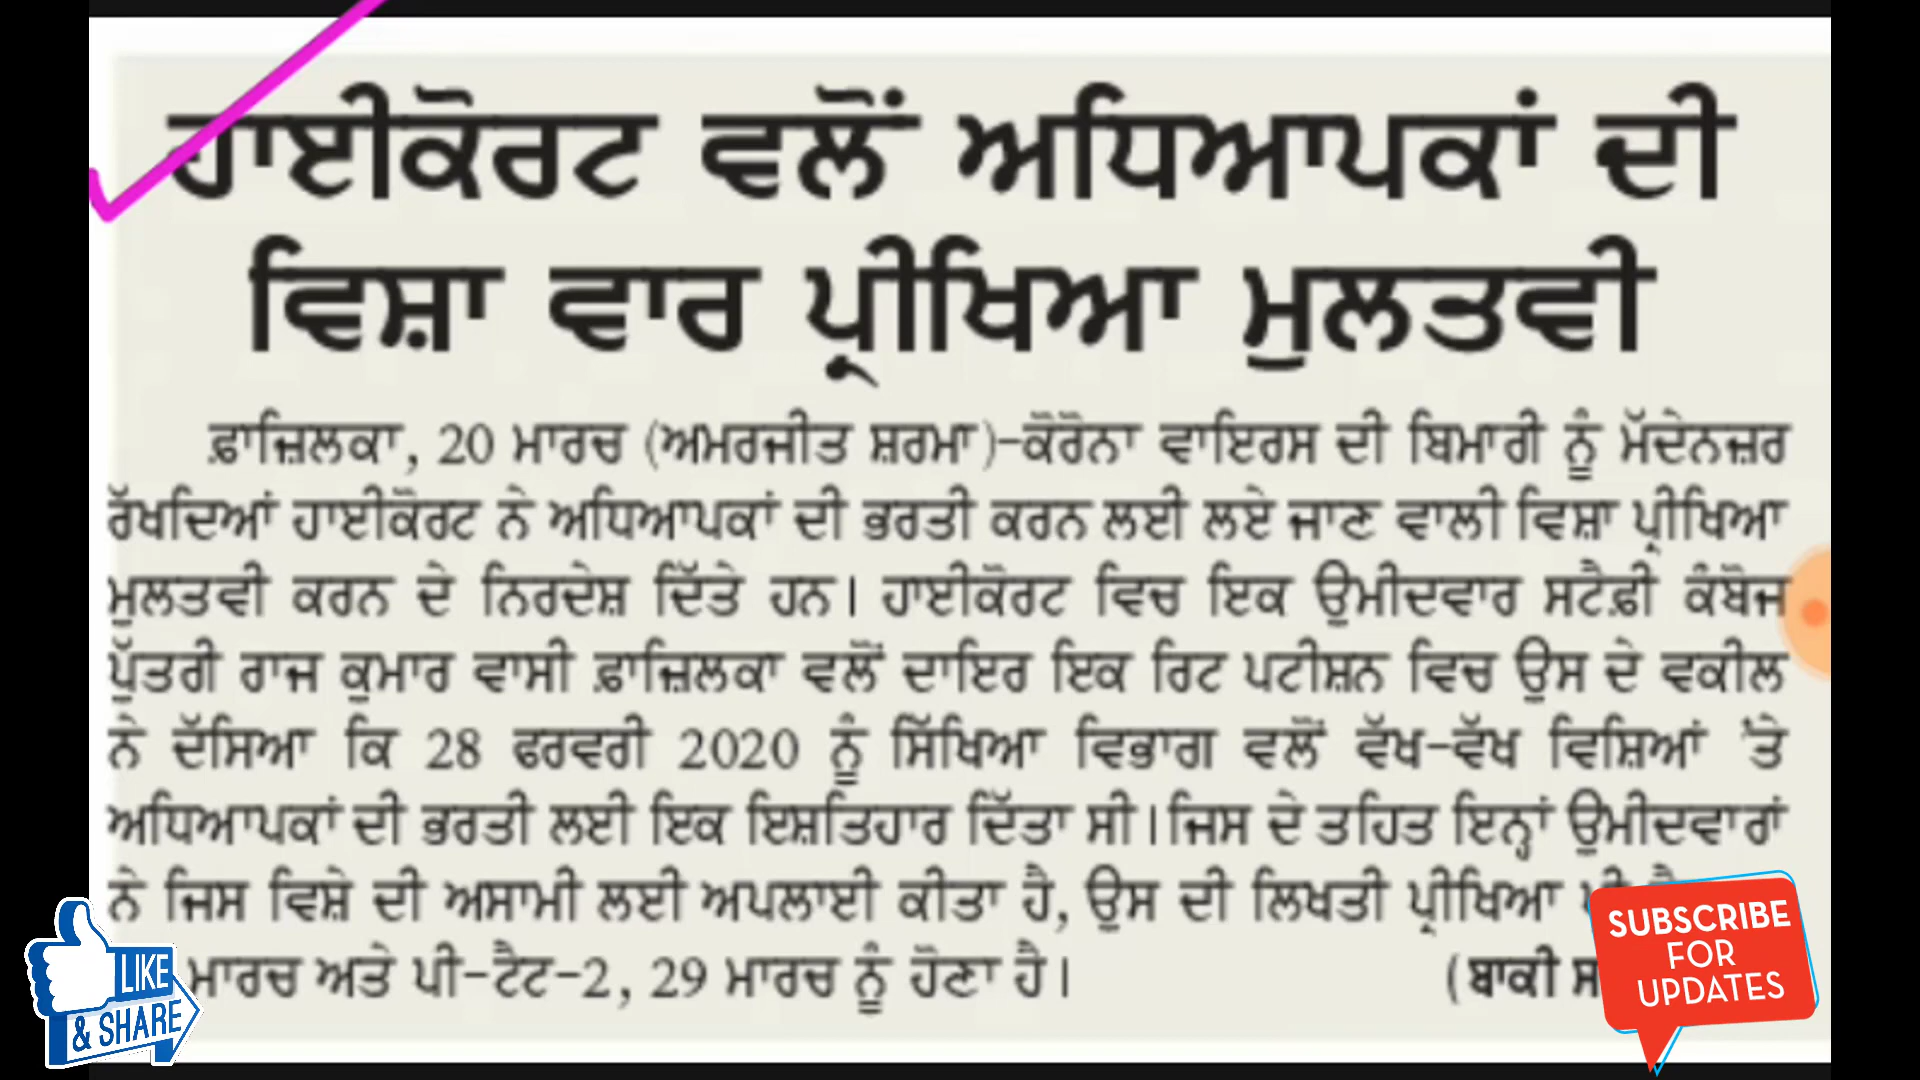 ਹਾਈਕੋਰਟ ਵਲੋਂ ਅਧਿਆਪਕਾਂ ਦੀ
ਵਿਸ਼ਾ ਵਾਰ ਪ੍ਰੀਖਿਆ ਮੁਲਤਵੀ
ਫ਼ਾਜ਼ਿਲਕਾ, 20 ਮਾਰਚ (ਅਮਰਜੀਤ ਸ਼ਰਮਾ)-ਕੋਰੋਨਾ ਵਾਇਰਸ ਦੀ ਬਿਮਾਰੀ ਨੂੰ ਮੱਦੇਨਜ਼ਰ
ਰੱਖਦਿਆਂ ਹਾਈਕੋਰਟ ਨੇ ਅਧਿਆਪਕਾਂ ਦੀ ਭਰਤੀ ਕਰਨ ਲਈ ਲਏ ਜਾਣ ਵਾਲੀ ਵਿਸ਼ਾ ਪ੍ਰੀਖਿਆ
ਮੁਲਤਵੀ ਕਰਨ ਦੇ ਨਿਰਦੇਸ਼ ਦਿੱਤੇ ਹਨ। ਹਾਈਕੋਰਟ ਵਿਚ ਇਕ ਉਮੀਦਵਾਰ ਸਟੈਫ਼ੀ ਕੰਬੋਜ
ਪੁੱਤਰੀ ਰਾਜ ਕੁਮਾਰ ਵਾਸੀ ਫ਼ਾਜ਼ਿਲਕਾ ਵਲੋਂ ਦਾਇਰ ਇਕ ਰਿਟ ਪਟੀਸ਼ਨ ਵਿਚ ਉਸ ਦੇ ਵਕੀਲ
ਨੇ ਦੱਸਿਆ ਕਿ 28 ਫਰਵਰੀ 2020 ਨੂੰ ਸਿੱਖਿਆ ਵਿਭਾਗ ਵਲੋਂ ਵੱਖ-ਵੱਖ ਵਿਸ਼ਿਆਂ 'ਤੇ
ਅਧਿਆਪਕਾਂ ਦੀ ਭਰਤੀ ਲਈ ਇਕ ਇਸ਼ਤਿਹਾਰ ਦਿੱਤਾ ਸੀ। ਜਿਸ ਦੇ ਤਹਿਤ ਇਨ੍ਹਾਂ ਉਮੀਦਵਾਰਾਂ
ਨੇ ਜਿਸ ਵਿਸ਼ੇ ਦੀ ਅਸਾਮੀ ਲਈ ਅਪਲਾਈ ਕੀਤਾ ਹੈ, ਉਸ ਦੀ ਲਿਖਤੀ ਪ੍ਰੀਖਿਆ
ਮਾਰਚ ਅਤੇ ਪੀ-ਟੈਟ-2, 29 ਮਾਰਚ ਨੂੰ ਹੋਣਾ ਹੈ।
(ਬਾਕੀ
LIKE
& SHARE
SUBSCRIBE
FOR
UPDATES